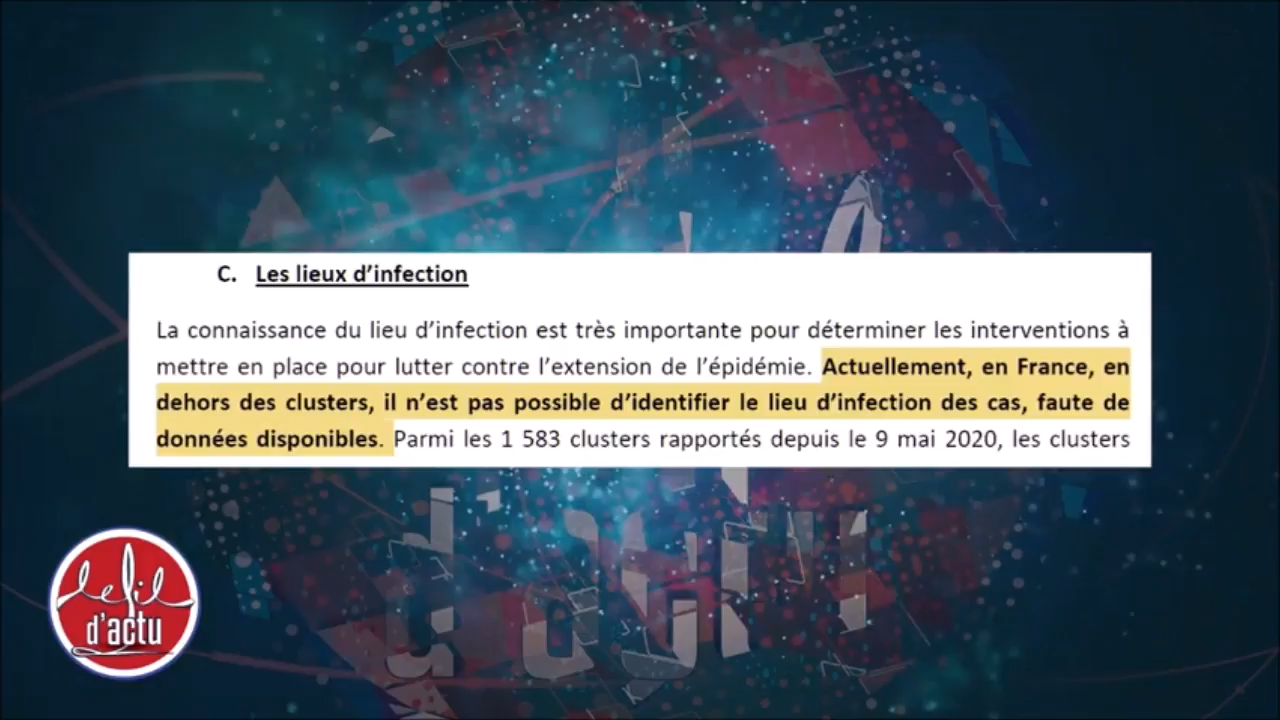 C. Les lieux d'infection
La connaissance du lieu d'infection est très importante pour déterminer les interventions à
mettre en place pour lutter contre l'extension de l'épidémie. Actuellement, en France, en
dehors des clusters, il n'est pas possible d'identifier le lieu d'infection des cas, faute de
données disponibles. Parmi les 1 583 clusters rapportés depuis le 9 mai 2020, les clusters
le fil
d'actu
d'actu